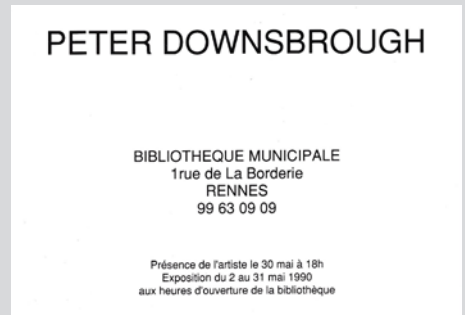 PETER DOWNSBROUGH
BIBLIOTHEQUE MUNICIPALE
1rue de La Borderie
RENNES
99 63 09 09
Présence de l'artiste le 30 mai à 18h
Exposition du 2 au 31 mai 1990
aux heures d'ouverture de la bibliothèque